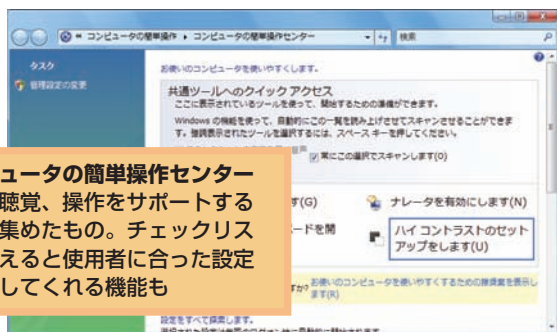 コンピュータの簡単操作 ▸ コンピュータの簡単操作センター
検索
タスク
管理設定の変更
お使いのコンピュータを使いやすくします。
共通ツールへのクイック アクセス
ここに表示されているツールを使って、開始するための準備ができます。
Windows の機能を使って、自動的にこの一覧を読み上げさせてスキャンさせることができま
す。強調表示されたツールを選択するには、スペース キーを押してください。
常にこの選択でスキャンします(O)
ュータの簡単操作センター
聴覚、操作をサポートする
集めたもの。チェックリス
えると使用者に合った設定
してくれる機能も
す(G)
ナレータを有効にします(N)
ードを開
ハイ コントラストのセット
アップをします(U)
すか?
お使いのコンピュータを使いやすくするための推奨案を表示し
ます(R)
設定をすべて探索します。